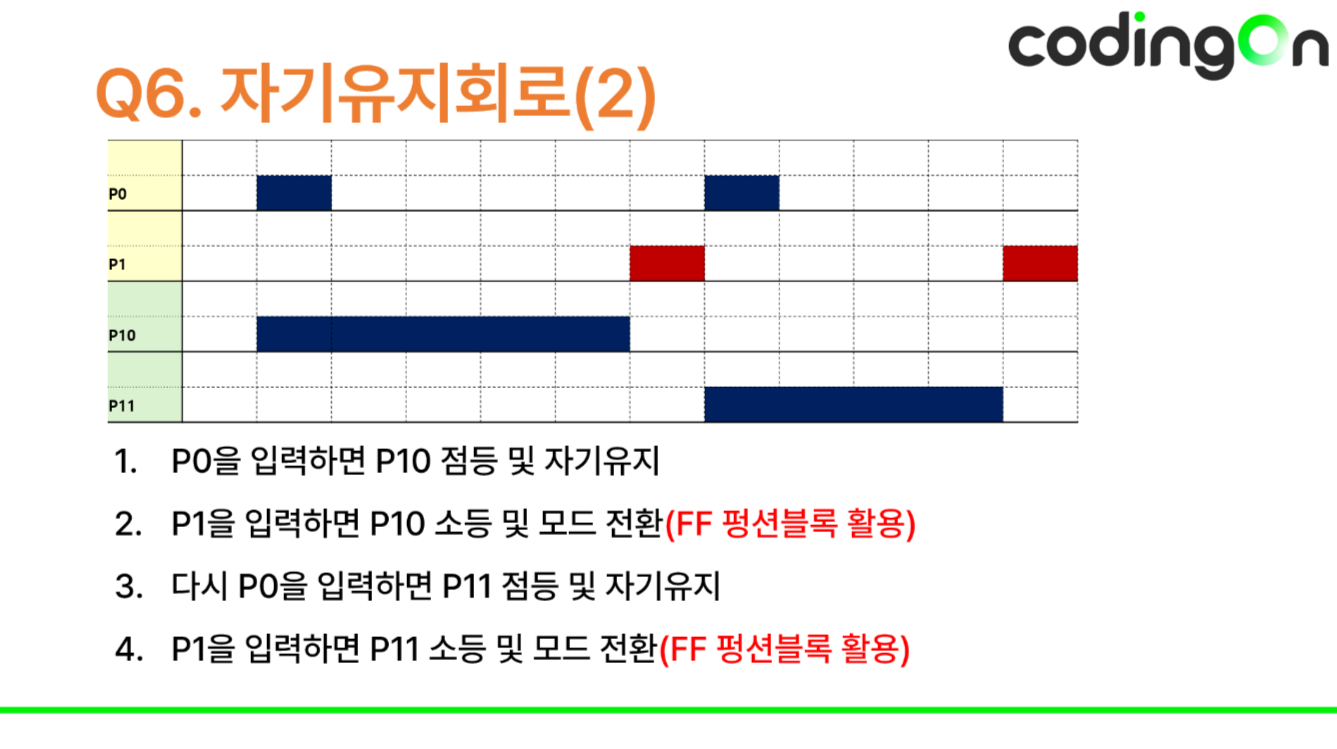 codingOn
Q6. 자기유지회로(2)
P0
P1
P10
P11
1. P0을 입력하면 P10 점등 및 자기유지
2. P1을 입력하면 P10 소등 및 모드 전환(FF 펑션블록 활용)
3. 다시 P0을 입력하면 P11 점등 및 자기유지
4. P1을 입력하면 P11 소등 및 모드 전환(FF 펑션블록 활용)